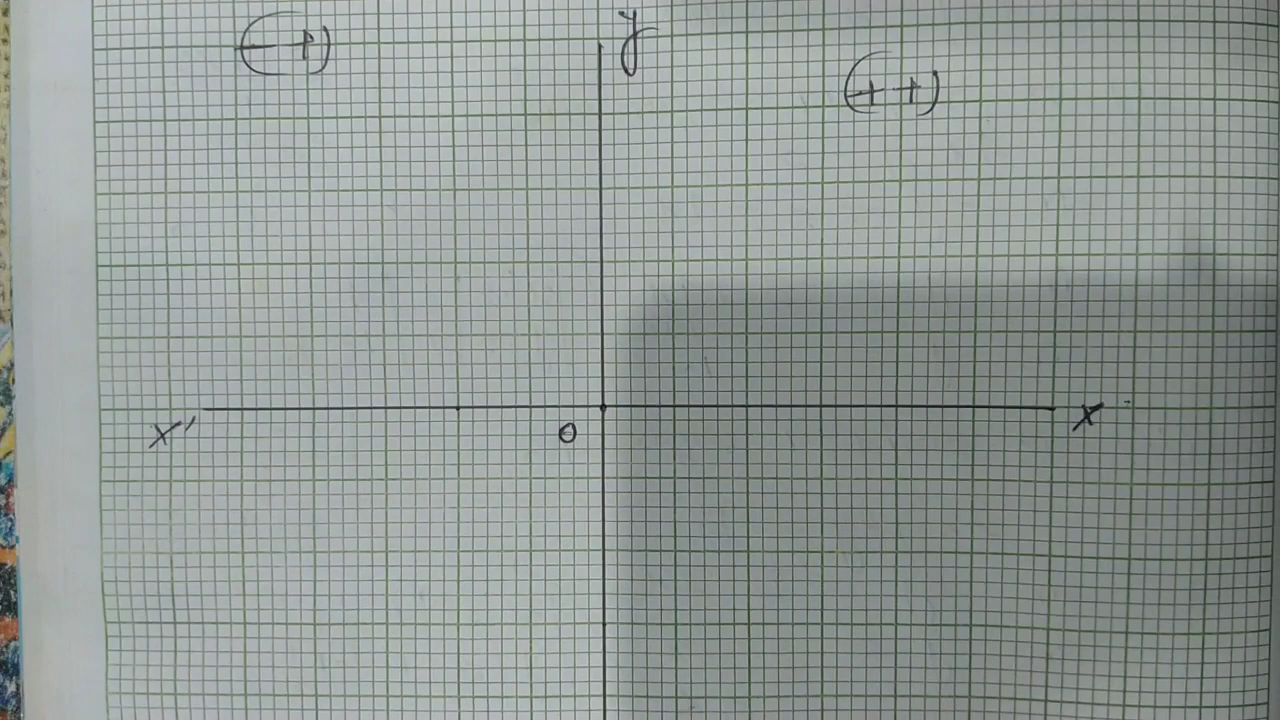 (- +)
y
(+ +)
X'
O
X